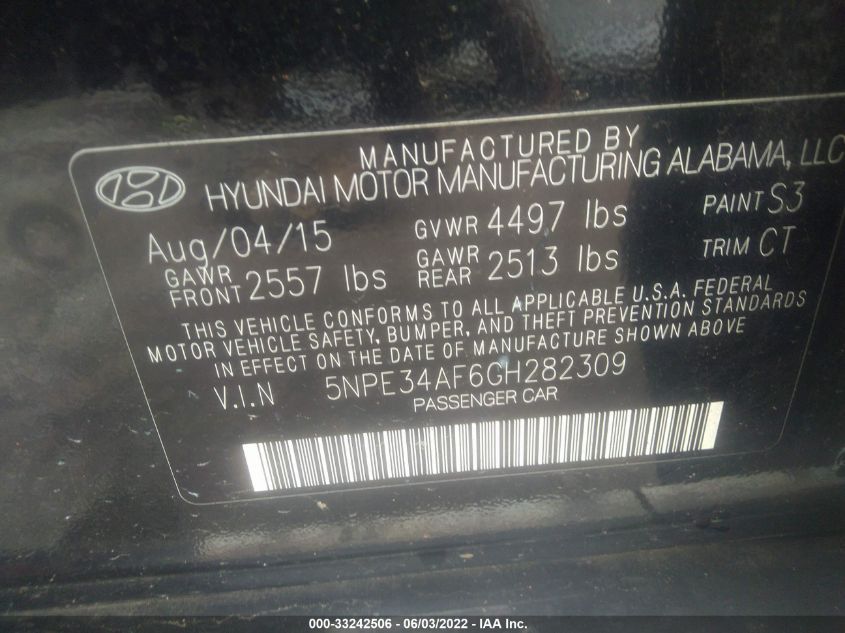 MANUFACTURED BY
HYUNDAI MOTOR MANUFACTURING ALABAMA, LLC
Aug/04/15 GVWR 4497 lbs PAINT S3
GAWR FRONT 2557 lbs GAWR REAR 2513 lbs TRIM CT
THIS VEHICLE CONFORMS TO ALL APPLICABLE U.S.A. FEDERAL
MOTOR VEHICLE SAFETY, BUMPER, AND THEFT PREVENTION STANDARDS
IN EFFECT ON THE DATE OF MANUFACTURE SHOWN ABOVE
V.I.N 5NPE34AF6GH282309
PASSENGER CAR
000-33242506 - 06/03/2022 - IAA Inc.